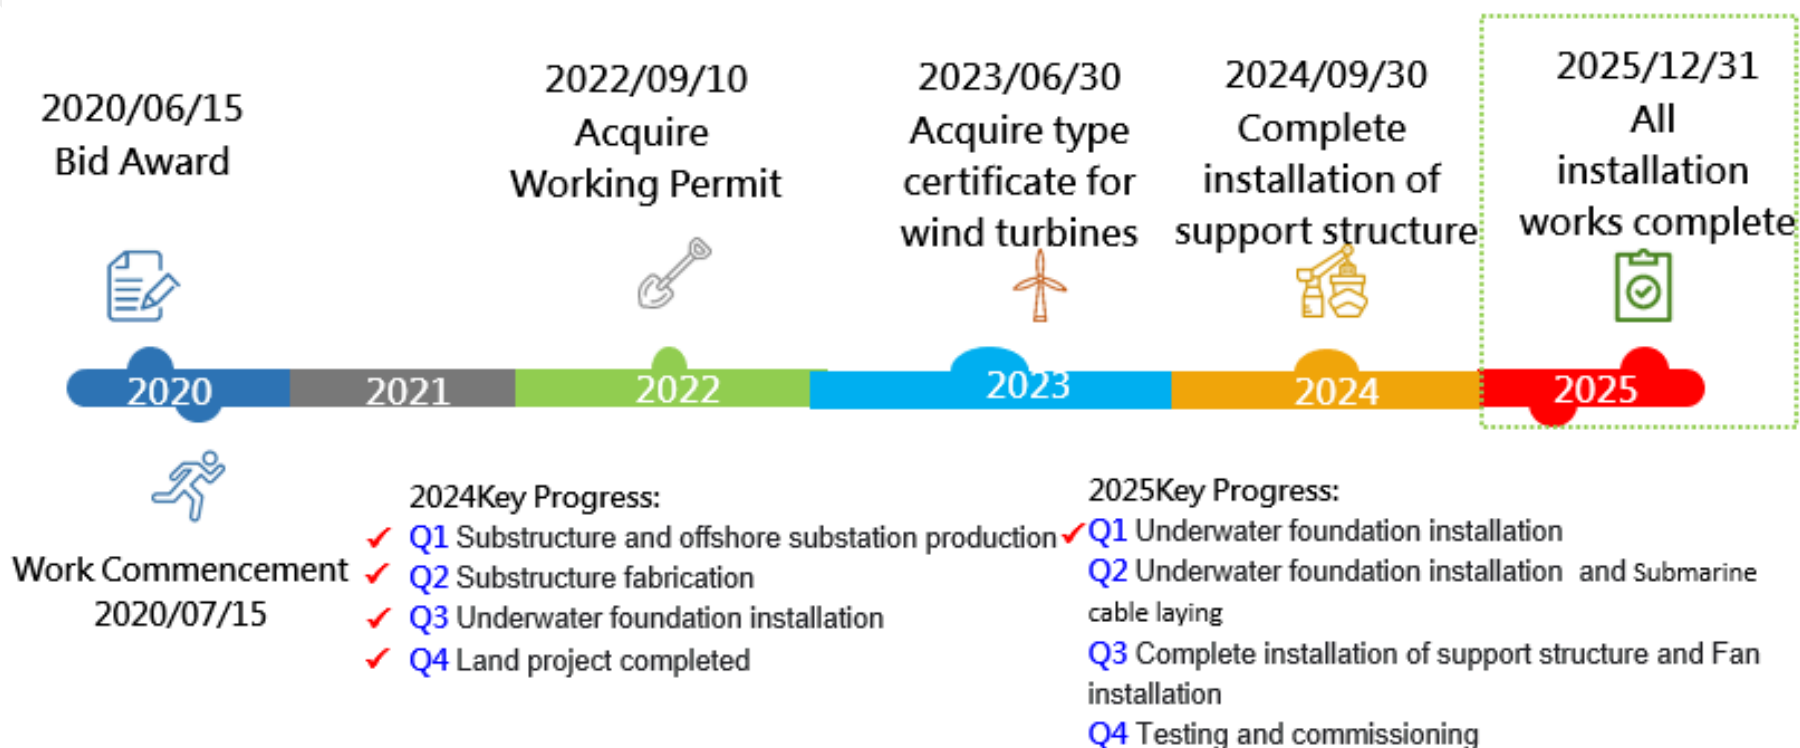 2020/06/15
Bid Award
2022/09/10
Acquire
Working Permit
2023/06/30
Acquire type
certificate for
wind turbines
2024/09/30
Complete
installation of
support structure
2025/12/31
All
installation
works complete
2020
2021
2022
2023
2024
2025
Work Commencement
2020/07/15
2024Key Progress:
Q1 Substructure and offshore substation production
Q2 Substructure fabrication
Q3 Underwater foundation installation
Q4 Land project completed
2025Key Progress:
Q1 Underwater foundation installation
Q2 Underwater foundation installation and Submarine
cable laying
Q3 Complete installation of support structure and Fan
installation
Q4 Testing and commissioning